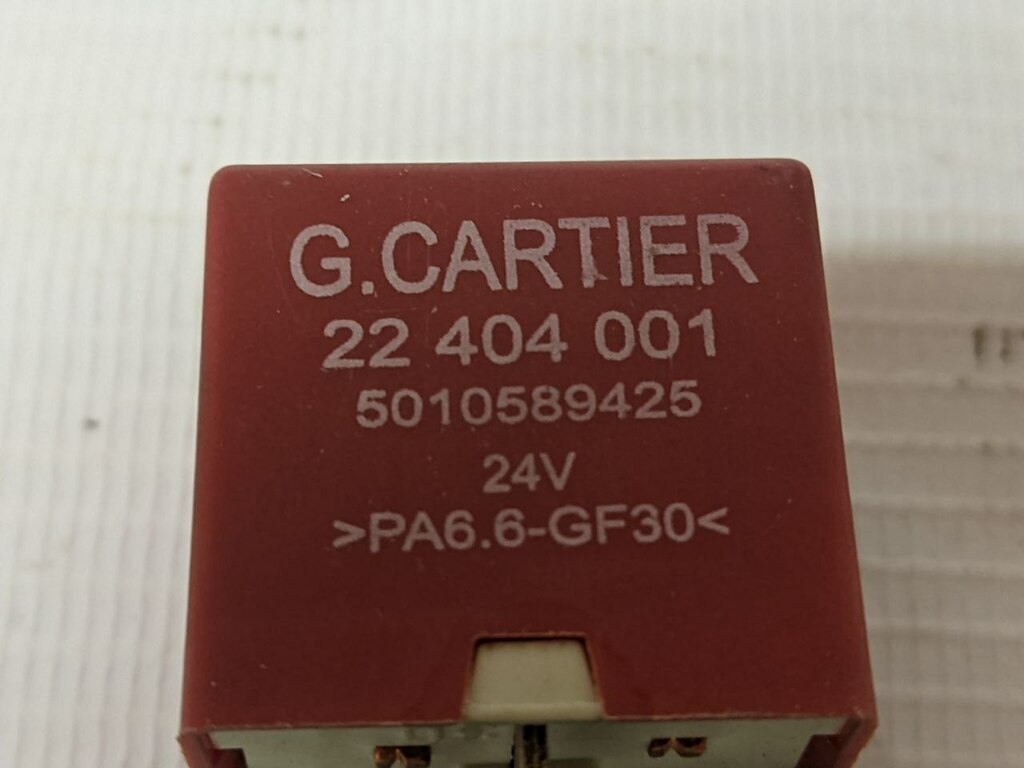 G.CARTIER
22 404 001
5010589425
24V
>PA6.6-GF30<